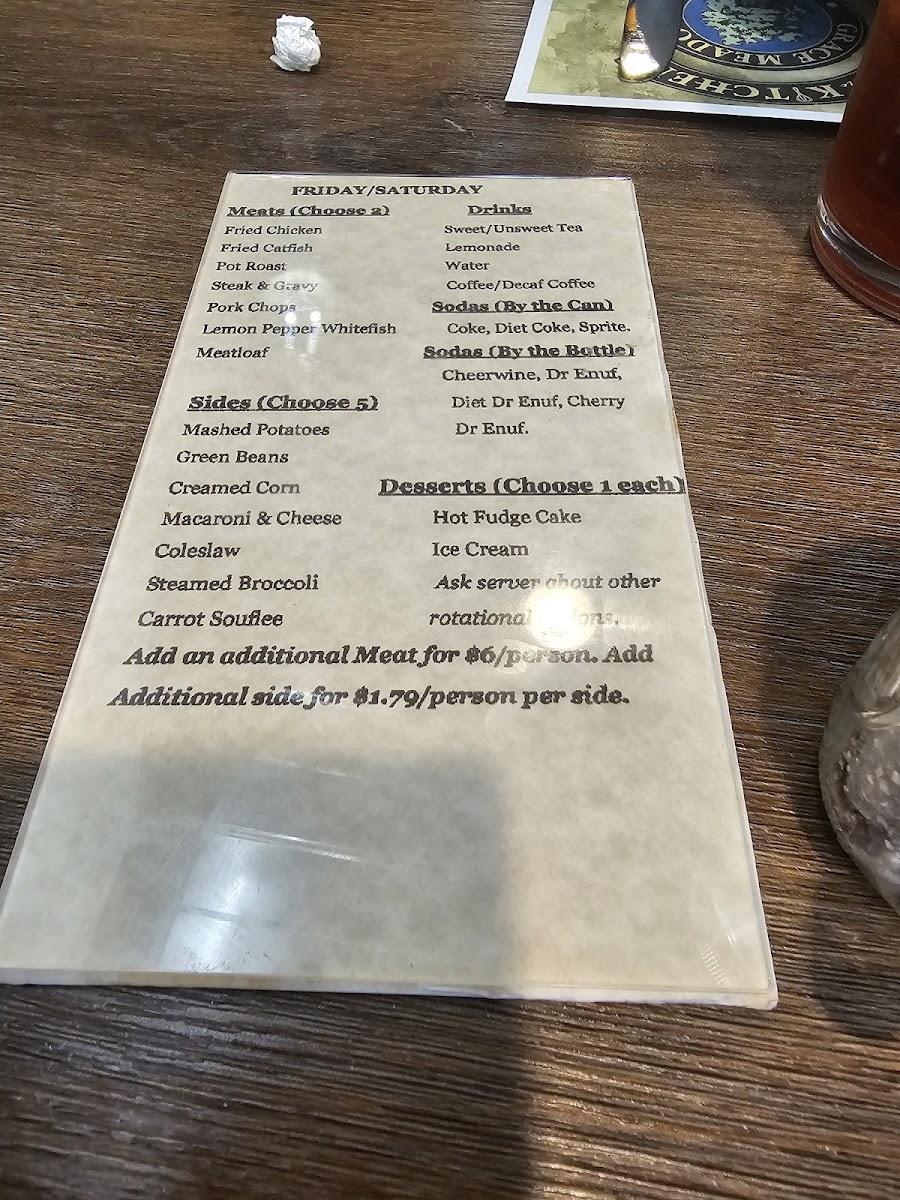 GRACE MEADO
KITCHE
FRIDAY/SATURDAY
Meats (Choose 2)
Fried Chicken
Fried Catfish
Pot Roast
Steak & Gravy
Pork Chops
Lemon Pepper Whitefish
Meatloaf
Sides (Choose 5)
Mashed Potatoes
Green Beans
Creamed Corn
Macaroni & Cheese
Coleslaw
Steamed Broccoli
Carrot Souflee
Drinks
Sweet/Unsweet Tea
Lemonade
Water
Coffee/Decaf Coffee
Sodas (By the Can)
Coke, Diet Coke, Sprite.
Sodas (By the Bottle)
Cheerwine, Dr Enuf,
Diet Dr Enuf, Cherry
Dr Enuf.
Desserts (Choose 1 each)
Hot Fudge Cake
Ice Cream
Ask server about other
rotational
Add an additional Meat for $6/person. Add
Additional side for $1.79/person per side.